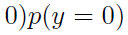 0)p(y = 0)